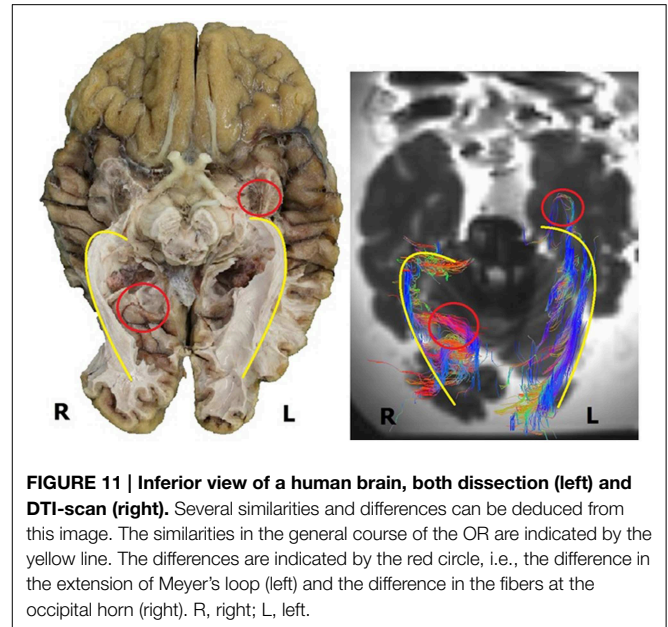 R
L
R
L
FIGURE 11 | Inferior view of a human brain, both dissection (left) and
DTI-scan (right). Several similarities and differences can be deduced from
this image. The similarities in the general course of the OR are indicated by the
yellow line. The differences are indicated by the red circle, i.e., the difference in
the extension of Meyer’s loop (left) and the difference in the fibers at the
occipital horn (right). R, right; L, left.